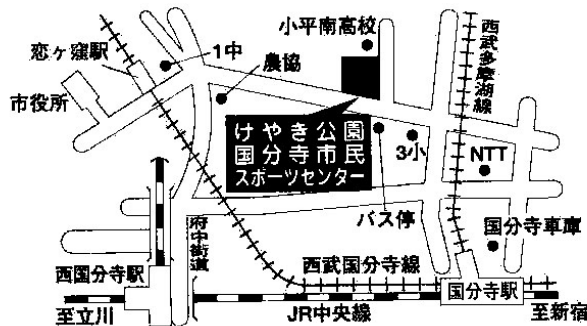 小平南高校
西武多摩湖線
恋ヶ窪駅
1中
農協
市役所
けやき公園
国分寺市民
スポーツセンター
3小
NTT
バス停
国分寺車庫
府中街道
西国分寺駅
西武国分寺線
国分寺駅
至立川
JR中央線
至新宿